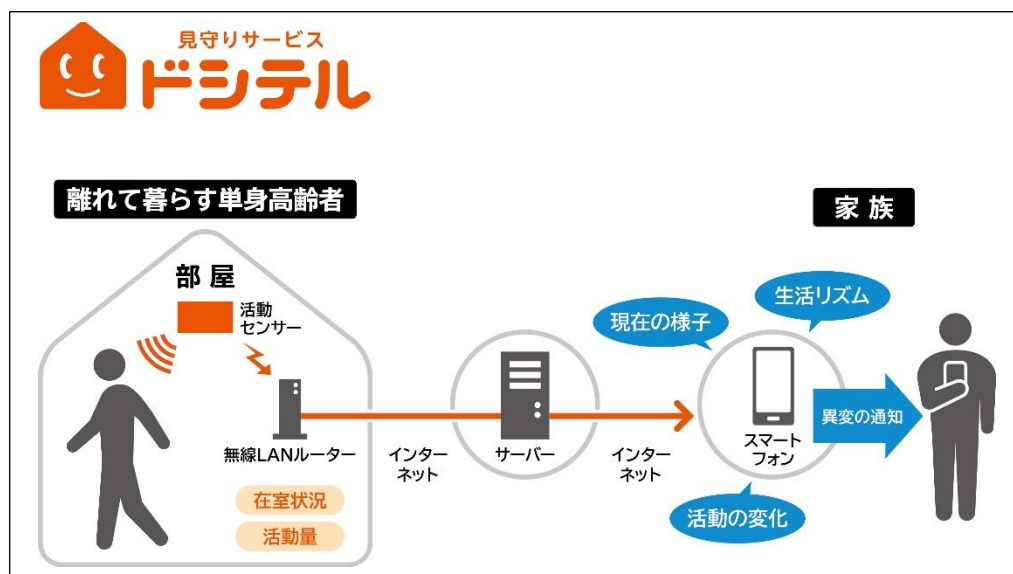 見守りサービス
ドシテル
離れて暮らす単身高齢者
家族
部屋
活動
センサー
無線LANルーター
在室状況
活動量
インター
ネット
サーバー
インター
ネット
現在の様子
生活リズム
スマート
フォン
活動の変化
異変の通知